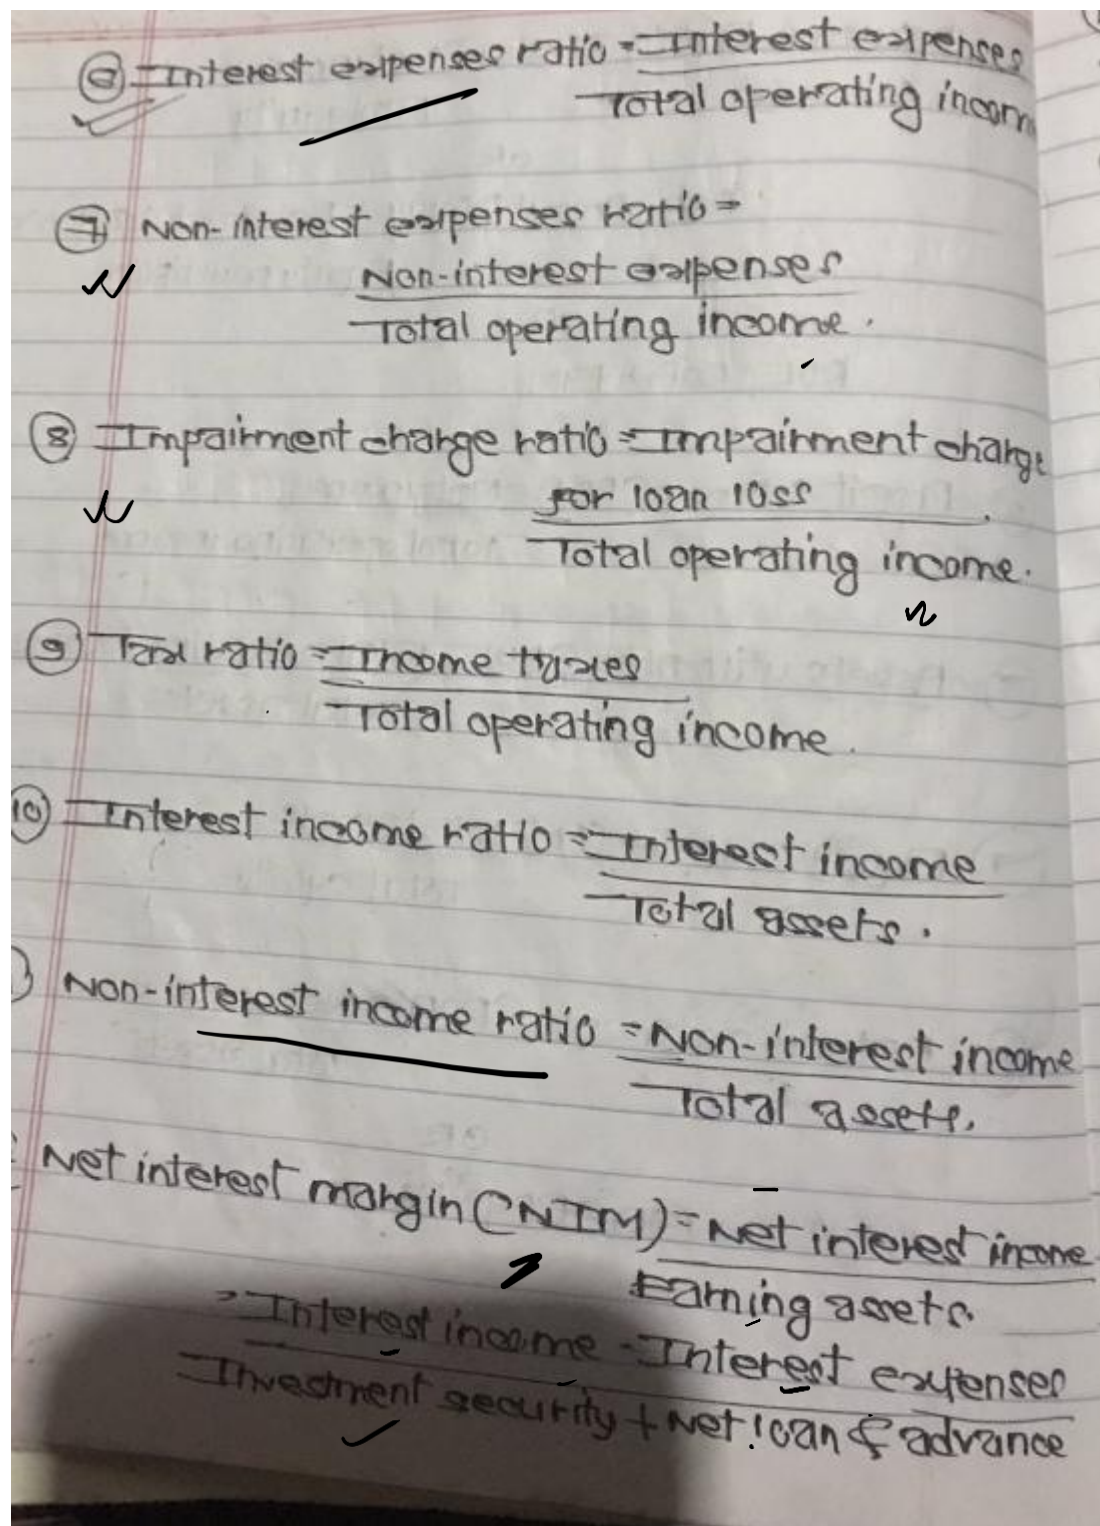 6 Interest expenses ratio = Interest expenses
Total operating incom
7 Non-interest expenses ratio =
Non-interest expenses
Total operating income.
8 Impairment charge ratio = Impairment charge
for loan loss
Total operating income.
9 Tax ratio = Income taxes
Total operating income.
10) Interest income ratio = Interest income
Total assets.
) Non-interest income ratio = Non-interest income
Total assets.
Net interest margin (NIM) = Net interest income
Earning assets.
= Interest income - Interest expenses
Investment security + Net loan & advance